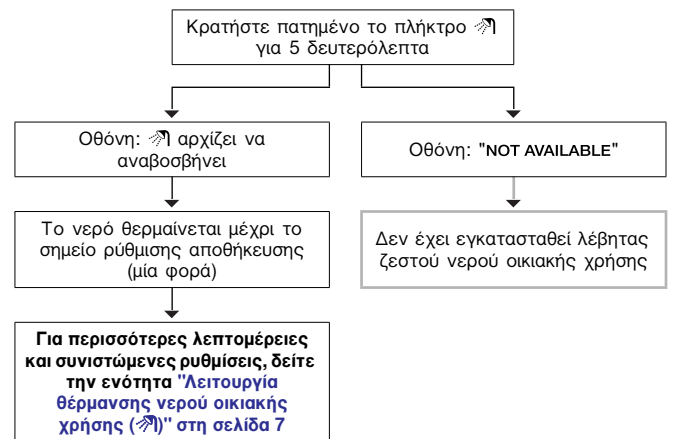 Κρατήστε πατημένο το πλήκτρο
για 5 δευτερόλεπτα
Οθόνη: αρχίζει να
αναβοσβήνει
Οθόνη: "NOT AVAILABLE"
Το νερό θερμαίνεται μέχρι το
σημείο ρύθμισης αποθήκευσης
(μία φορά)
Δεν έχει εγκατασταθεί λέβητας
ζεστού νερού οικιακής χρήσης
Για περισσότερες λεπτομέρειες
και συνιστώμενες ρυθμίσεις, δείτε
την ενότητα "Λειτουργία
θέρμανσης νερού οικιακής
χρήσης ()" στη σελίδα 7